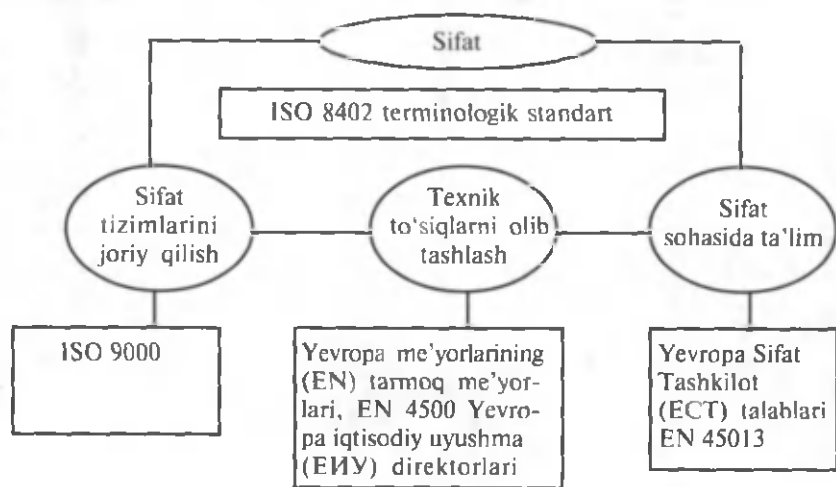 Sifat
ISO 8402 terminologik standart
Sifat
tizimlarini
joriy qilish
Texnik
to‘siqlarni olib
tashlash
Sifat
sohasida ta’lim
ISO 9000
Yevropa me’yorlarining
(EN) tarmoq me’yor-
lari, EN 4500 Yevro-
pa iqtisodiy uyushma
(ЕИУ) direktorlari
Yevropa Sifat
Tashkilot
(ECT) talahlari
EN 45013